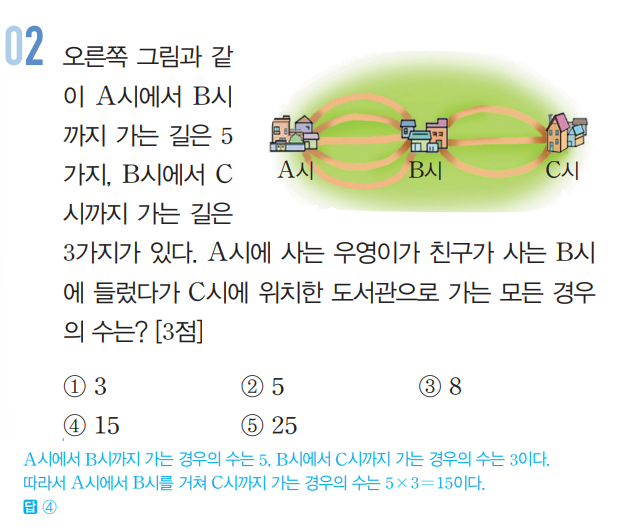 02
오른쪽 그림과 같
이 A시에서 B시
까지 가는 길은 5
가지, B시에서 C
시까지 가는 길은
3가지가 있다. A시에 사는 우영이가 친구가 사는 B시
에 들렀다가 C시에 위치한 도서관으로 가는 모든 경우
의 수는? [3점]
A시 B시 C시
① 3 ② 5 ③ 8
④ 15 ⑤ 25
A시에서 B시까지 가는 경우의 수는 5, B시에서 C시까지 가는 경우의 수는 3이다.
따라서 A시에서 B시를 거쳐 C시까지 가는 경우의 수는 5×3=15이다.
답 ④